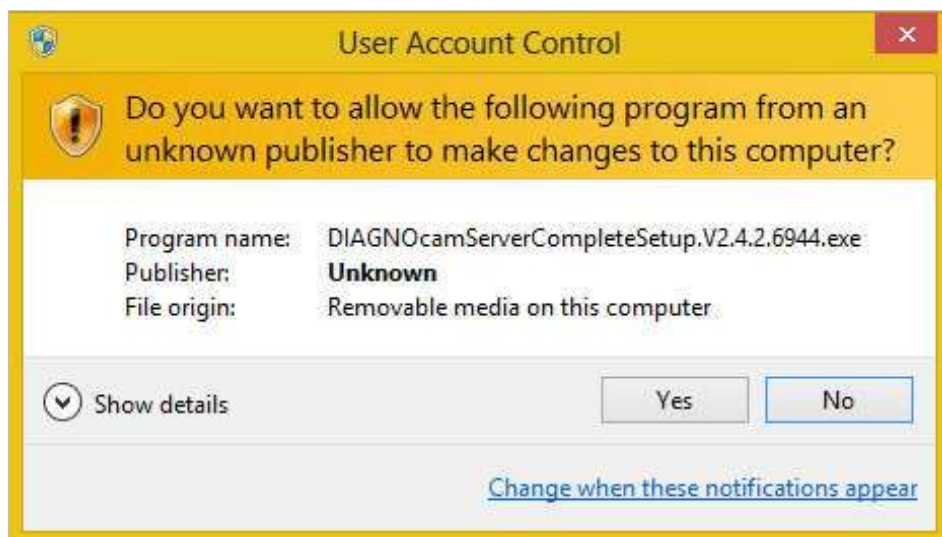 User Account Control
Do you want to allow the following program from an
unknown publisher to make changes to this computer?
Program name: DIAGNOcamServerCompleteSetup.V2.4.2.6944.exe
Publisher: Unknown
File origin: Removable media on this computer
Show details Yes No
Change when these notifications appear